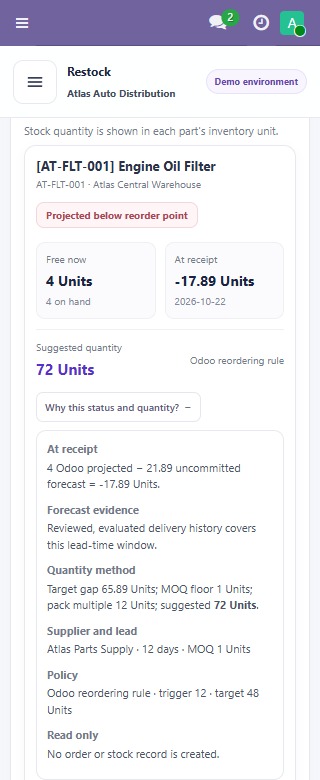 2
A
Restock
Atlas Auto Distribution
Demo environment
Stock quantity is shown in each part's inventory unit.
[AT-FLT-001] Engine Oil Filter
AT-FLT-001 · Atlas Central Warehouse
Projected below reorder point
Free now
4 Units
4 on hand
At receipt
-17.89 Units
2026-10-22
Suggested quantity
72 Units
Odoo reordering rule
Why this status and quantity? −
At receipt
4 Odoo projected − 21.89 uncommitted
forecast = -17.89 Units.
Forecast evidence
Reviewed, evaluated delivery history covers
this lead-time window.
Quantity method
Target gap 65.89 Units; MOQ floor 1 Units;
pack multiple 12 Units; suggested 72 Units.
Supplier and lead
Atlas Parts Supply · 12 days · MOQ 1 Units
Policy
Odoo reordering rule · trigger 12 · target 48
Units
Read only
No order or stock record is created.